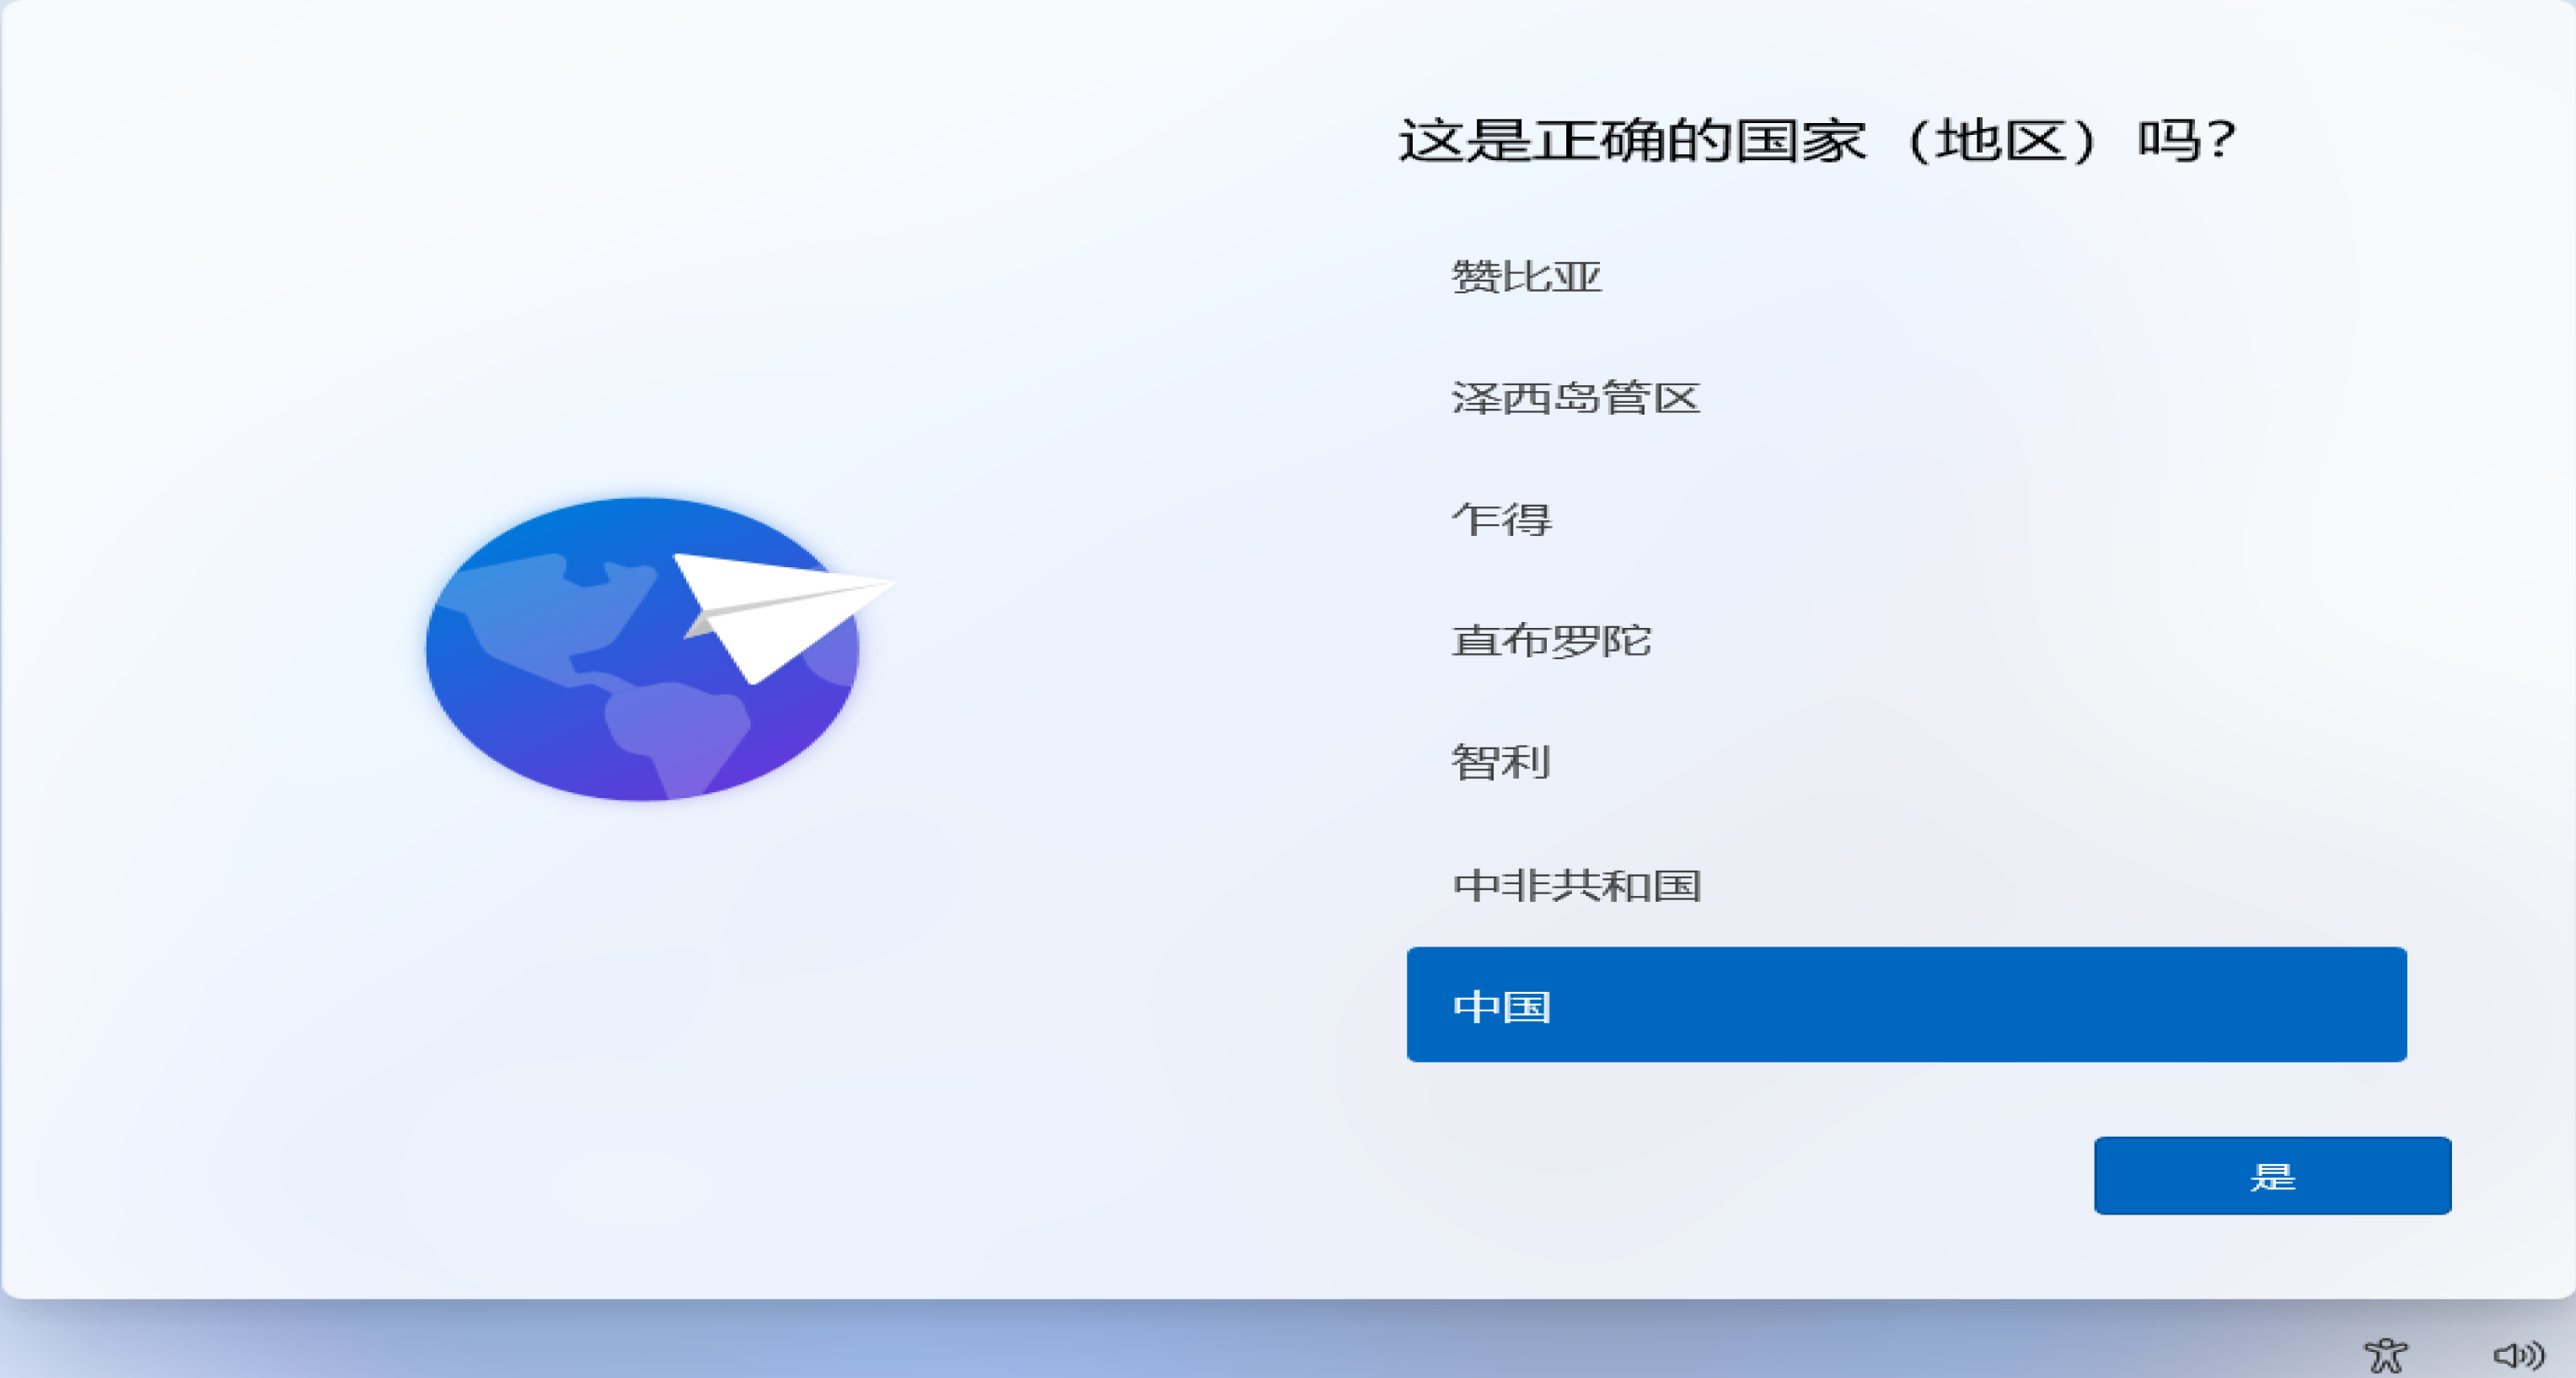 这是正确的国家（地区）吗?
赞比亚
泽西岛管区
乍得
直布罗陀
智利
中非共和国
中国
是